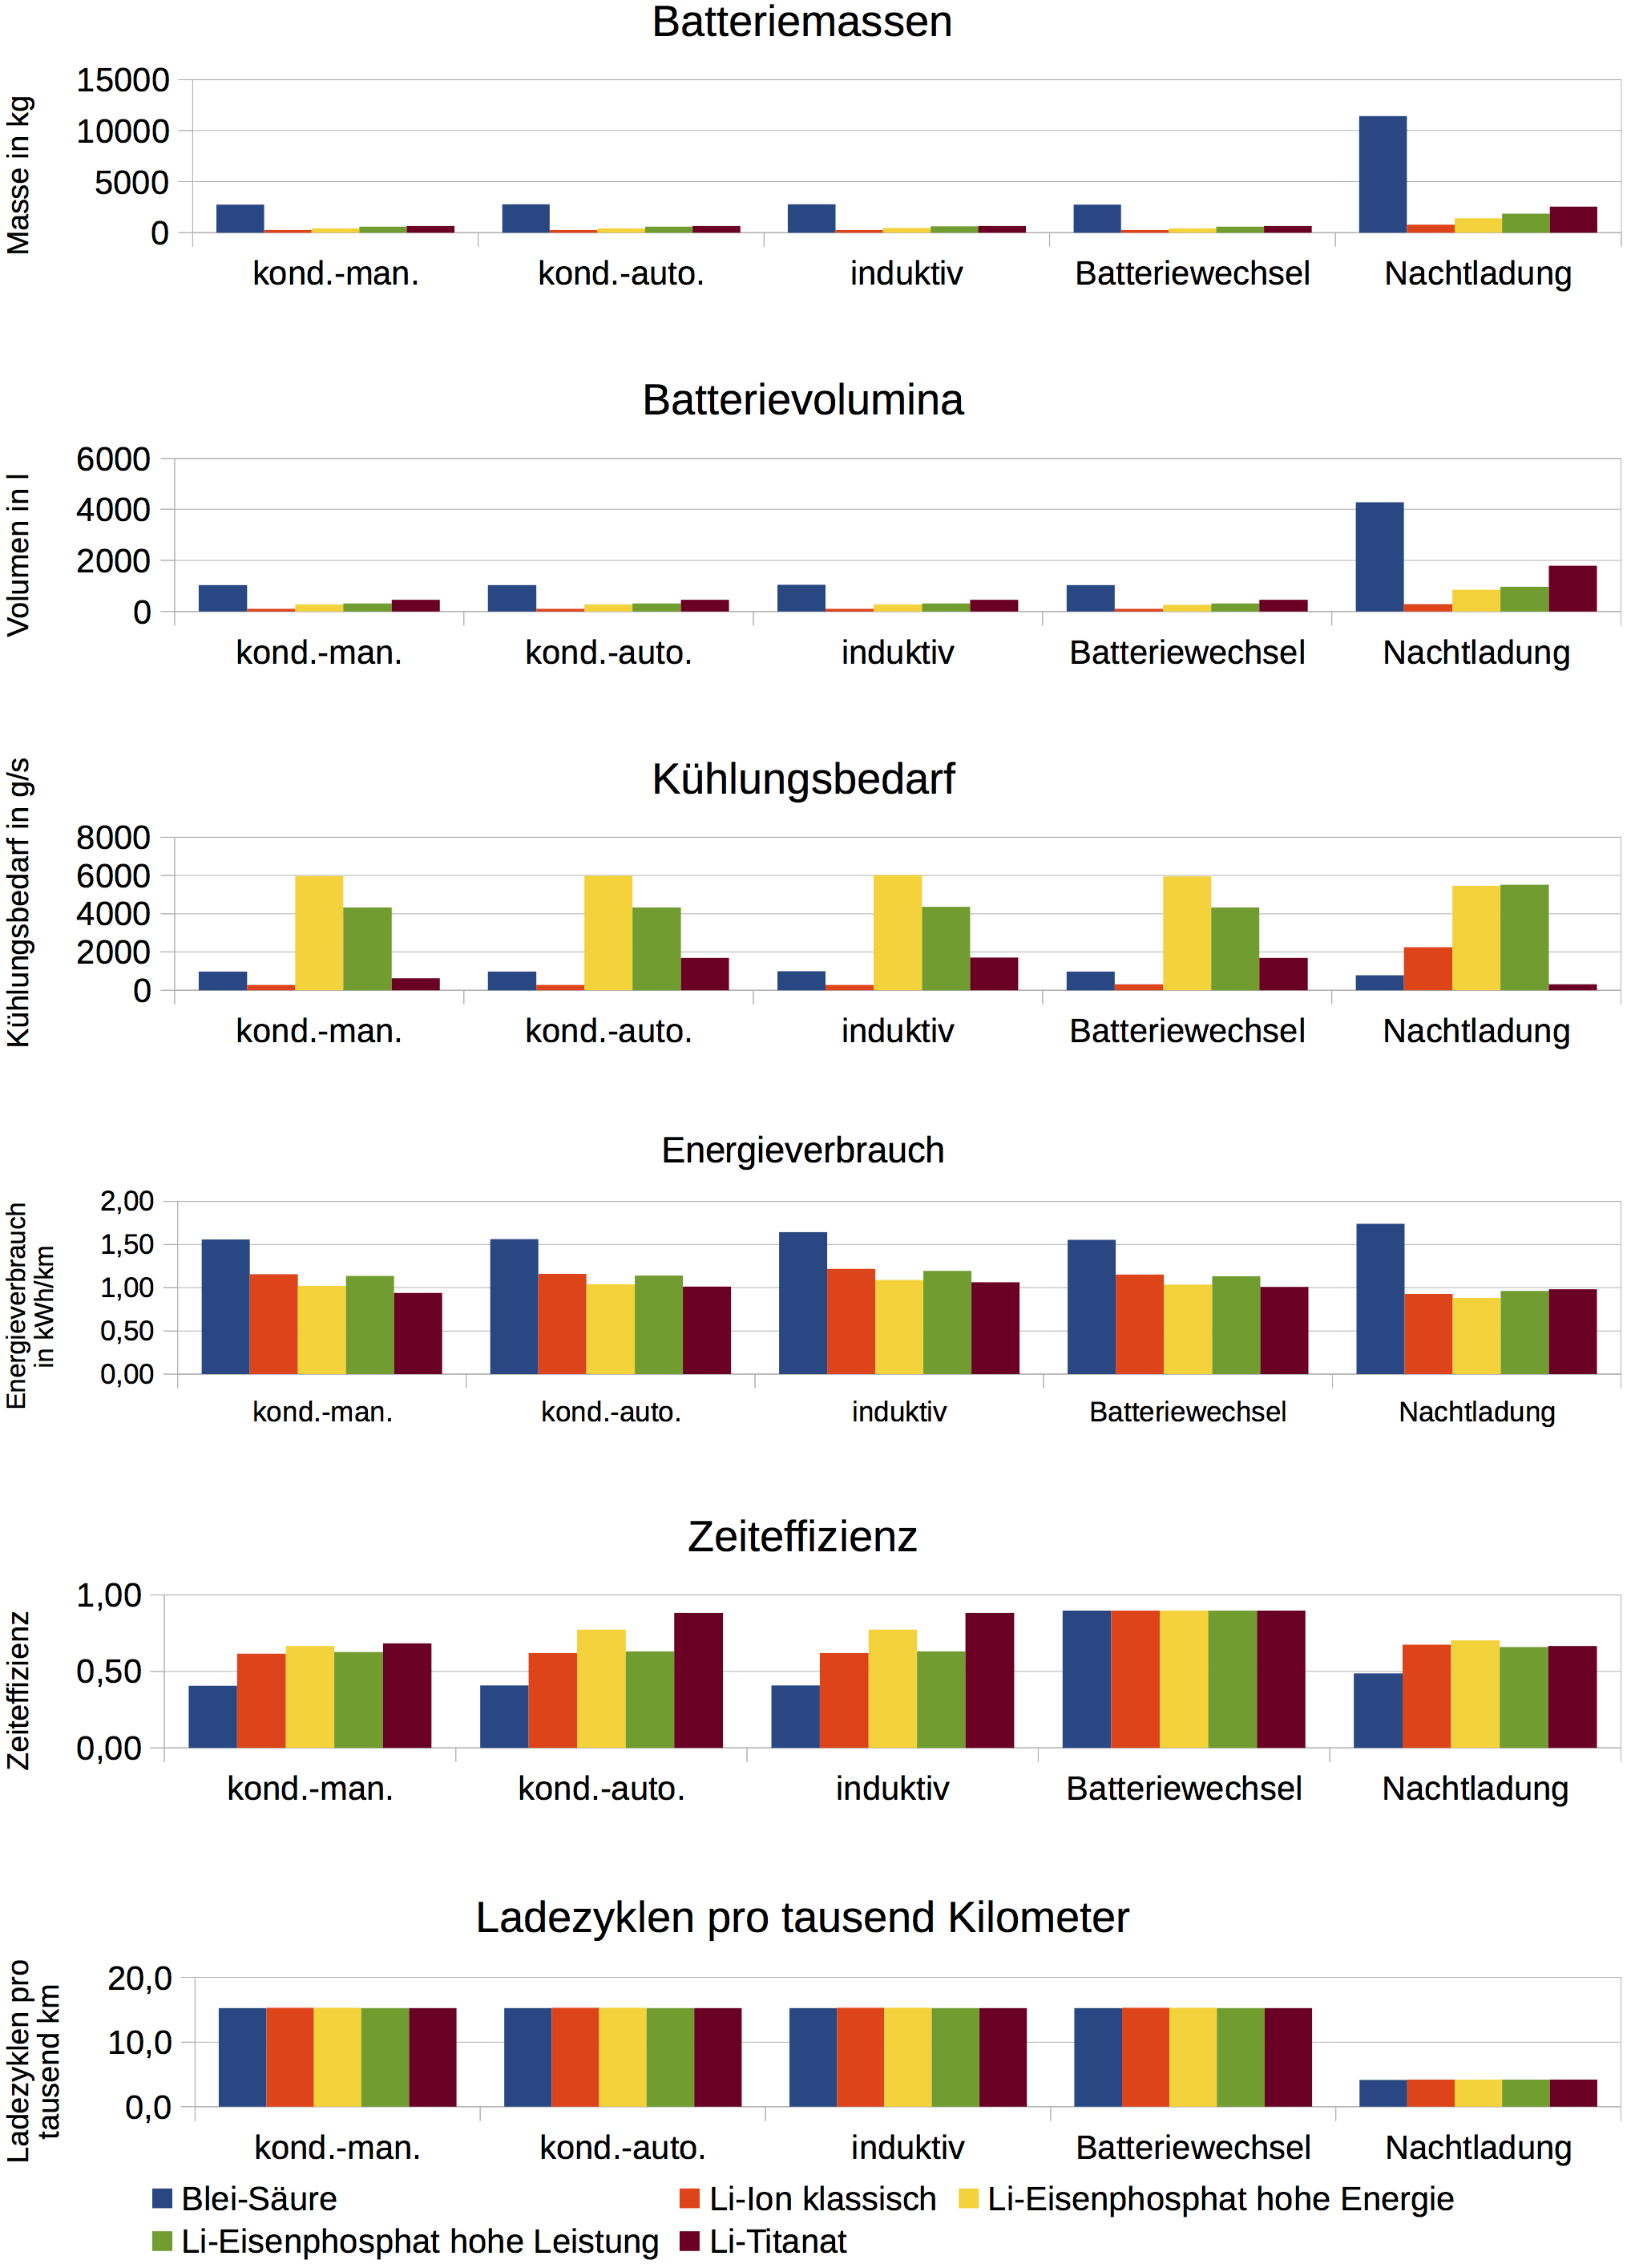 Batteriemassen
Masse in kg
15000
10000
5000
0
kond.-man. kond.-auto. induktiv Batteriewechsel Nachtladung
Batterievolumina
Volumen in l
6000
4000
2000
0
kond.-man. kond.-auto. induktiv Batteriewechsel Nachtladung
Kühlungsbedarf
Kühlungsbedarf in g/s
8000
6000
4000
2000
0
kond.-man. kond.-auto. induktiv Batteriewechsel Nachtladung
Energieverbrauch
Energieverbrauch
in kWh/km
2,00
1,50
1,00
0,50
0,00
kond.-man. kond.-auto. induktiv Batteriewechsel Nachtladung
Zeiteffizienz
Zeiteffizienz
1,00
0,50
0,00
kond.-man. kond.-auto. induktiv Batteriewechsel Nachtladung
Ladezyklen pro tausend Kilometer
Ladezyklen pro
tausend km
20,0
10,0
0,0
kond.-man. kond.-auto. induktiv Batteriewechsel Nachtladung
Blei-Säure Li-Ion klassisch Li-Eisenphosphat hohe Energie
Li-Eisenphosphat hohe Leistung Li-Titanat